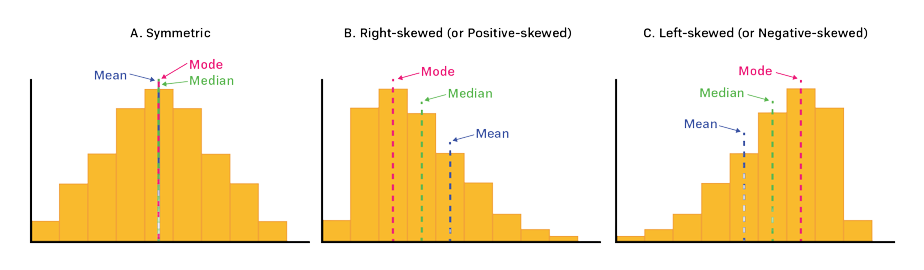 A. Symmetric
Mean
Mode
Median
B. Right-skewed (or Positive-skewed)
Mode
Median
Mean
C. Left-skewed (or Negative-skewed)
Mode
Median
Mean